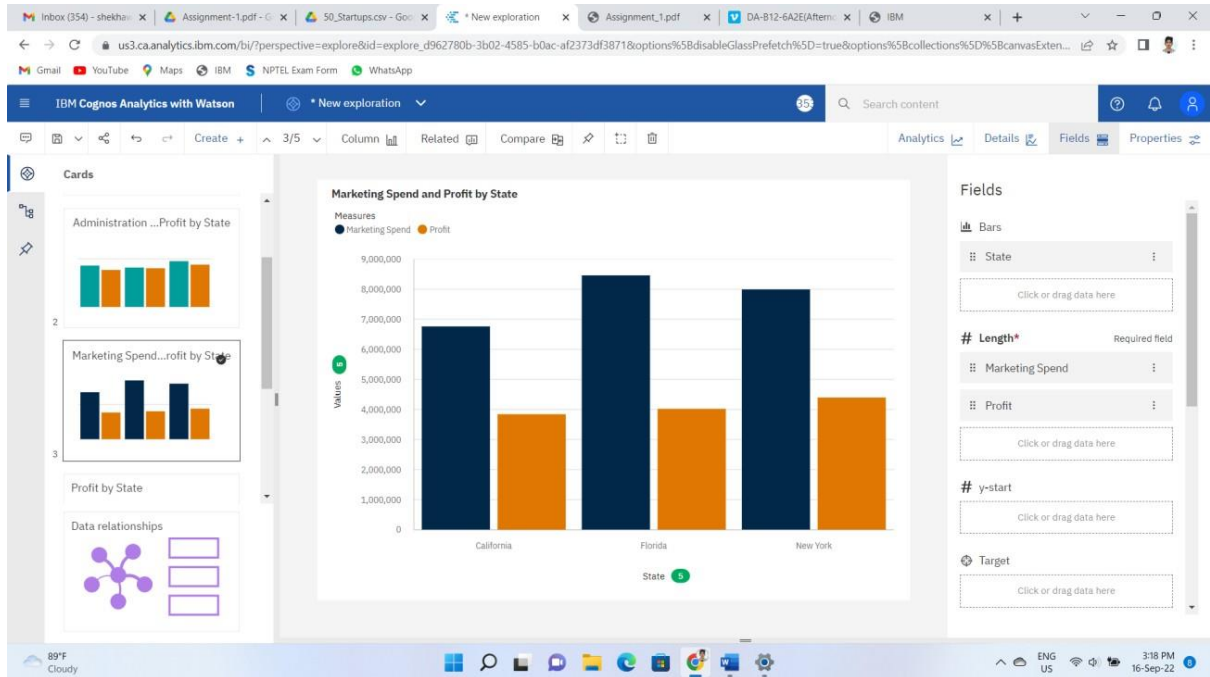 Inbox (354) - shekhav
Assignment-1.pdf - G
50_Startups.csv - Goo
* New exploration
Assignment_1.pdf
DA-B12-6A2E(Aftern
IBM
us3.ca.analytics.ibm.com/bi/?perspective=explore&id=explore_d962780b-3b02-4585-b0ac-af2373df3871&options%5BdisableGlassPrefetch%5D=true&options%5Bcollections%5D%5BcanvasExten...
Gmail YouTube Maps IBM NPTEL Exam Form WhatsApp
IBM Cognos Analytics with Watson
* New exploration
Search content
Create +
3/5
Column
Related
Compare
Analytics
Details
Fields
Properties
Cards
Administration ...Profit by State
2
Marketing Spend...rofit by State
3
Profit by State
Data relationships
Marketing Spend and Profit by State
Measures
Marketing Spend Profit
9,000,000
8,000,000
7,000,000
6,000,000
5,000,000
4,000,000
3,000,000
2,000,000
1,000,000
0
Values 5
California Florida New York
State 5
Fields
Bars
State
Click or drag data here
# Length* Required field
Marketing Spend
Profit
Click or drag data here
# y-start
Click or drag data here
Target
Click or drag data here
89°F
Cloudy
ENG
US
3:18 PM
16-Sep-22
8